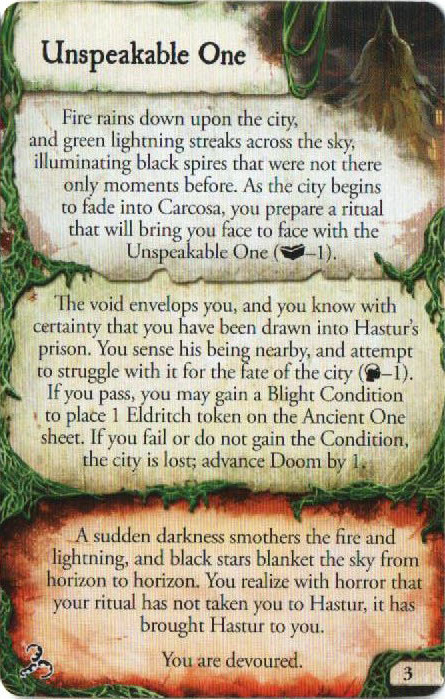 Unspeakable One
Fire rains down upon the city,
and green lightning streaks across the sky,
illuminating black spires that were not there
only moments before. As the city begins
to fade into Carcosa, you prepare a ritual
that will bring you face to face with the
Unspeakable One (–1).
The void envelops you, and you know with
certainty that you have been drawn into Hastur's
prison. You sense his being nearby, and attempt
to struggle with it for the fate of the city (–1).
If you pass, you may gain a Blight Condition
to place 1 Eldritch token on the Ancient One
sheet. If you fail or do not gain the Condition,
the city is lost; advance Doom by 1.
A sudden darkness smothers the fire and
lightning, and black stars blanket the sky from
horizon to horizon. You realize with horror that
your ritual has not taken you to Hastur, it has
brought Hastur to you.
You are devoured.
3